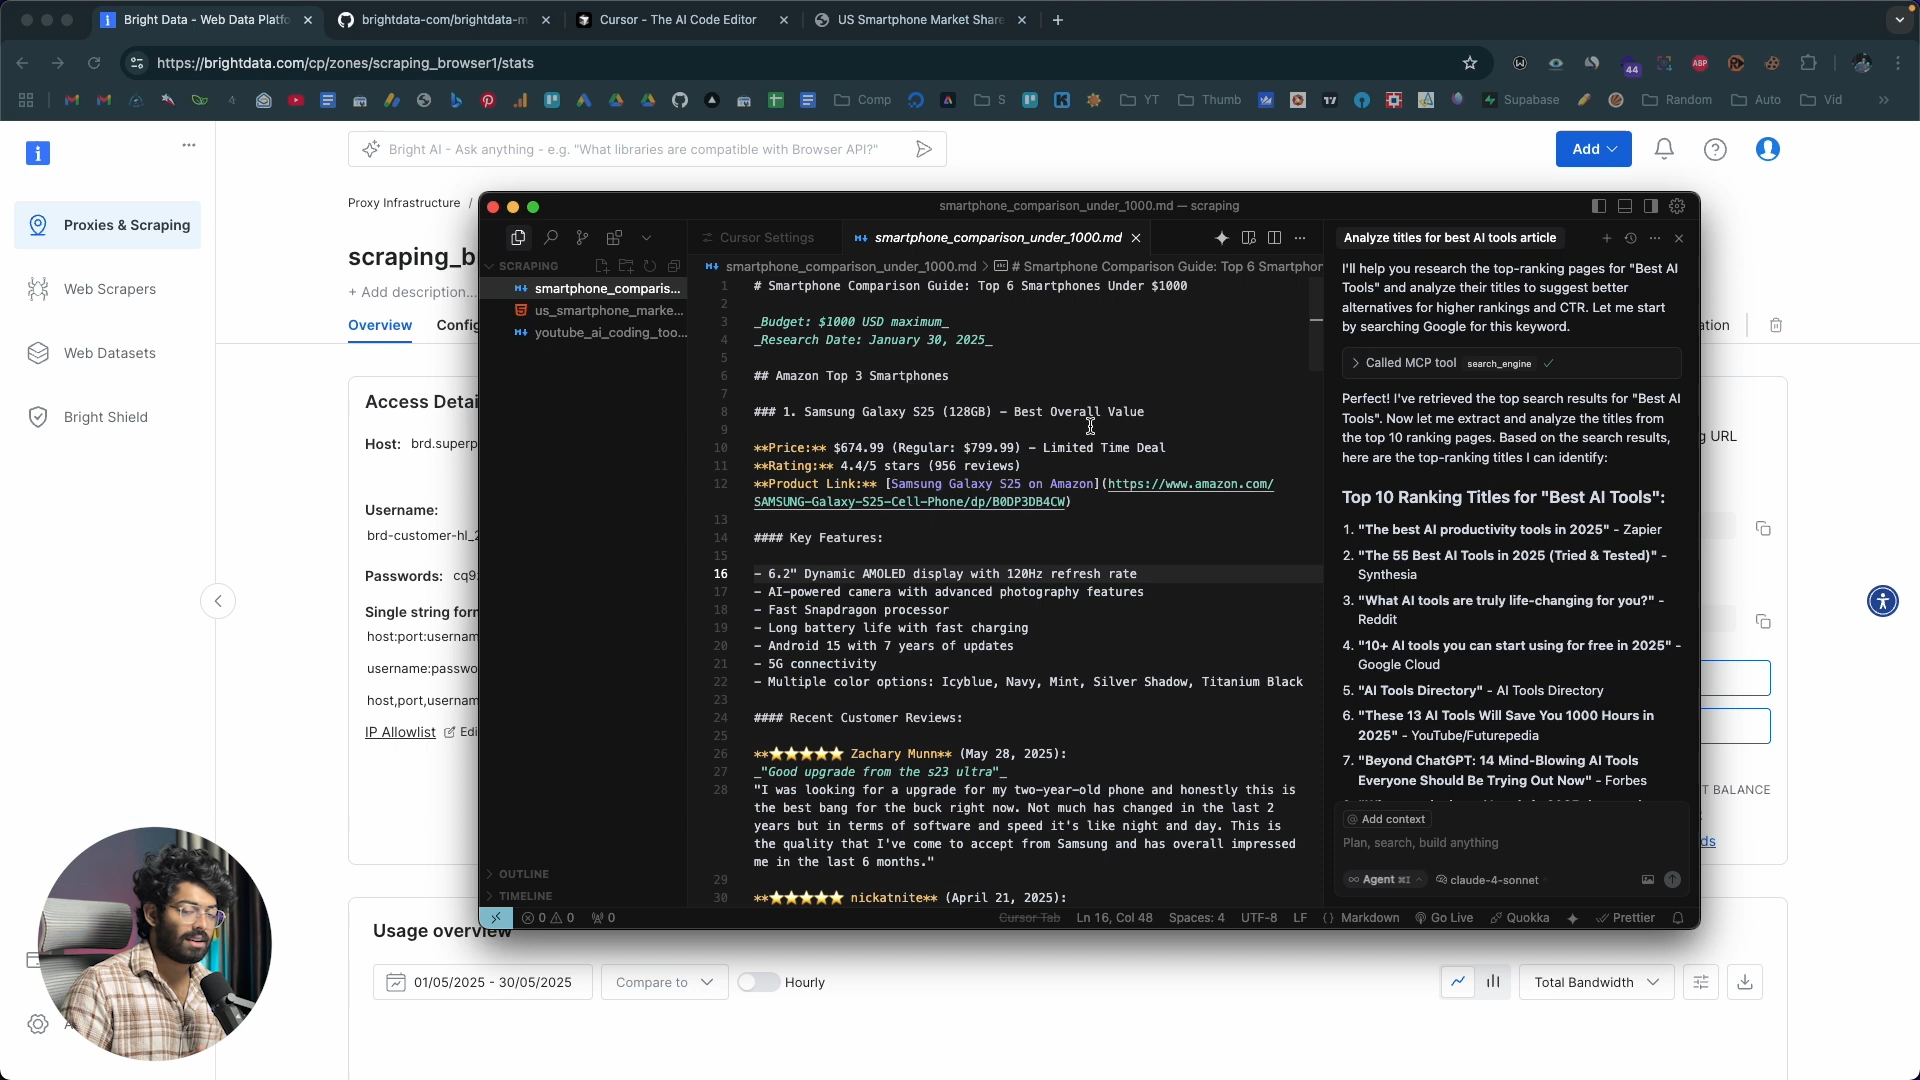 Bright Data - Web Data Platfo
brightdata-com/brightdata-m
Cursor - The AI Code Editor
US Smartphone Market Share
https://brightdata.com/cp/zones/scraping_browser1/stats
44
ABP
Comp
S
YT
Thumb
Supabase
Random
Auto
Vid
Bright AI - Ask anything - e.g. "What libraries are compatible with Browser API?"
Add
Proxies & Scraping
Web Scrapers
Web Datasets
Bright Shield
Proxy Infrastructure /
scraping_b
+ Add description...
Overview
Config
ation
Access Detai
Host: brd.superp
Username:
brd-customer-hl_2
Passwords: cq9
Single string forn
host:port:usernam
username:passwo
host,port,usernam
IP Allowlist Edi
g URL
T BALANCE
ds
Usage overview
01/05/2025 - 30/05/2025
Compare to
Hourly
Total Bandwidth
smartphone_comparison_under_1000.md — scraping
SCRAPING
smartphone_comparis...
us_smartphone_marke...
youtube_ai_coding_too...
OUTLINE
TIMELINE
Cursor Settings
smartphone_comparison_under_1000.md
smartphone_comparison_under_1000.md > # Smartphone Comparison Guide: Top 6 Smartphor
1 # Smartphone Comparison Guide: Top 6 Smartphones Under $1000
2
3 _Budget: $1000 USD maximum_
4 _Research Date: January 30, 2025_
5
6 ## Amazon Top 3 Smartphones
7
8 ### 1. Samsung Galaxy S25 (128GB) - Best Overall Value
9
10 **Price:** $674.99 (Regular: $799.99) - Limited Time Deal
11 **Rating:** 4.4/5 stars (956 reviews)
12 **Product Link:** [Samsung Galaxy S25 on Amazon](https://www.amazon.com/
SAMSUNG-Galaxy-S25-Cell-Phone/dp/B0DP3DB4CW)
13
14 #### Key Features:
15
16 - 6.2" Dynamic AMOLED display with 120Hz refresh rate
17 - AI-powered camera with advanced photography features
18 - Fast Snapdragon processor
19 - Long battery life with fast charging
20 - Android 15 with 7 years of updates
21 - 5G connectivity
22 - Multiple color options: Icyblue, Navy, Mint, Silver Shadow, Titanium Black
23
24 #### Recent Customer Reviews:
25
26 **⭐⭐⭐⭐⭐ Zachary Munn** (May 28, 2025):
27 _"Good upgrade from the s23 ultra"_
28 "I was looking for a upgrade for my two-year-old phone and honestly this is
the best bang for the buck right now. Not much has changed in the last 2
years but in terms of software and speed it's like night and day. This is
the quality that I've come to accept from Samsung and has overall impressed
me in the last 6 months."
29
30 **⭐⭐⭐⭐⭐ nickatnite** (April 21, 2025):
Analyze titles for best AI tools article
I'll help you research the top-ranking pages for "Best AI
Tools" and analyze their titles to suggest better
alternatives for higher rankings and CTR. Let me start
by searching Google for this keyword.
Called MCP tool search_engine
Perfect! I've retrieved the top search results for "Best AI
Tools". Now let me extract and analyze the titles from
the top 10 ranking pages. Based on the search results,
here are the top-ranking titles I can identify:
Top 10 Ranking Titles for "Best AI Tools":
1. "The best AI productivity tools in 2025" - Zapier
2. "The 55 Best AI Tools in 2025 (Tried & Tested)" -
Synthesia
3. "What AI tools are truly life-changing for you?" -
Reddit
4. "10+ AI tools you can start using for free in 2025" -
Google Cloud
5. "AI Tools Directory" - AI Tools Directory
6. "These 13 AI Tools Will Save You 1000 Hours in
2025" - YouTube/Futurepedia
7. "Beyond ChatGPT: 14 Mind-Blowing AI Tools
Everyone Should Be Trying Out Now" - Forbes
@ Add context
Plan, search, build anything
Agent ⌘I
claude-4-sonnet
0 0
0
Cursor Tab
Ln 16, Col 48
Spaces: 4
UTF-8
LF
{} Markdown
Go Live
Quokka
Prettier